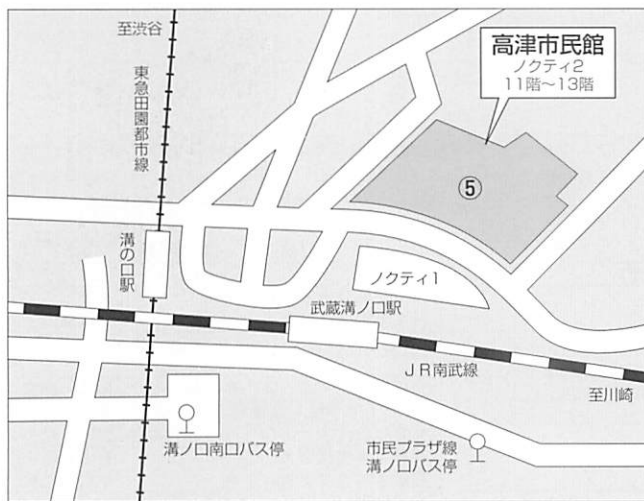 至渋谷
東急田園都市線
高津市民館
ノクティ2
11階〜13階
⑤
溝の口駅
ノクティ1
武蔵溝ノ口駅
JR南武線
至川崎
溝ノ口南口バス停
市民プラザ線
溝ノ口バス停